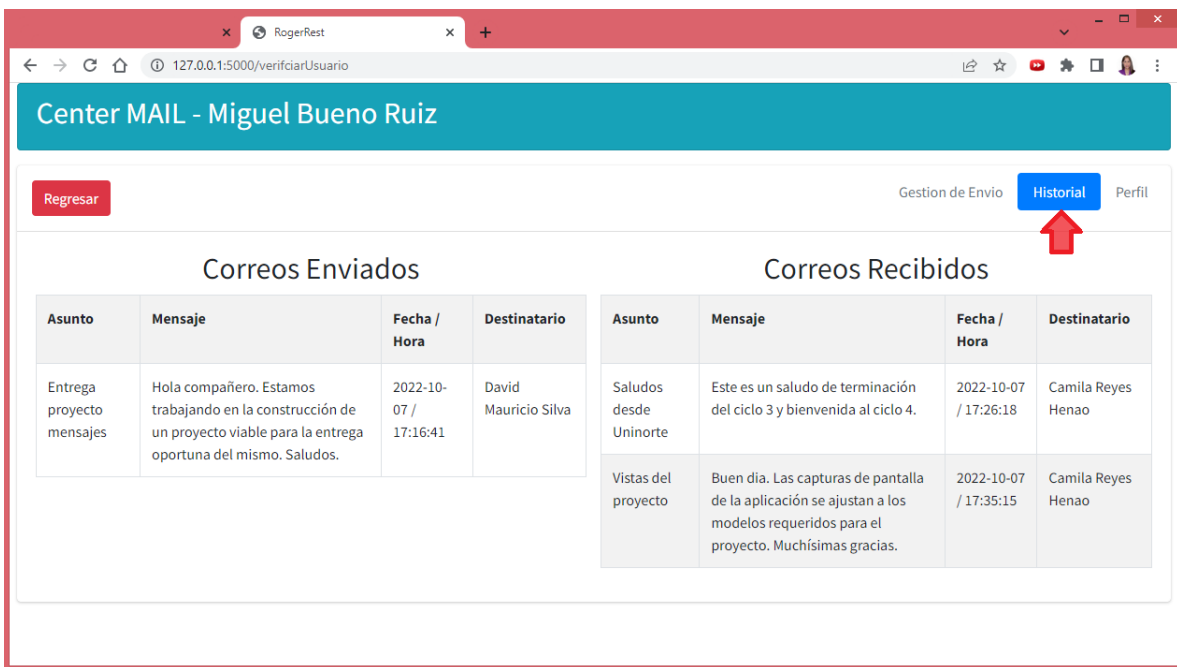 RogerRest
127.0.0.1:5000/verifciarUsuario
Center MAIL - Miguel Bueno Ruiz
Regresar
Gestion de Envio
Historial
Perfil
Correos Enviados
Asunto
Mensaje
Fecha /
Hora
Destinatario
Entrega
proyecto
mensajes
Hola compañero. Estamos
trabajando en la construcción de
un proyecto viable para la entrega
oportuna del mismo. Saludos.
2022-10-
07 /
17:16:41
David
Mauricio Silva
Correos Recibidos
Asunto
Mensaje
Fecha /
Hora
Destinatario
Saludos
desde
Uninorte
Este es un saludo de terminación
del ciclo 3 y bienvenida al ciclo 4.
2022-10-07
/ 17:26:18
Camila Reyes
Henao
Vistas del
proyecto
Buen dia. Las capturas de pantalla
de la aplicación se ajustan a los
modelos requeridos para el
proyecto. Muchísimas gracias.
2022-10-07
/ 17:35:15
Camila Reyes
Henao